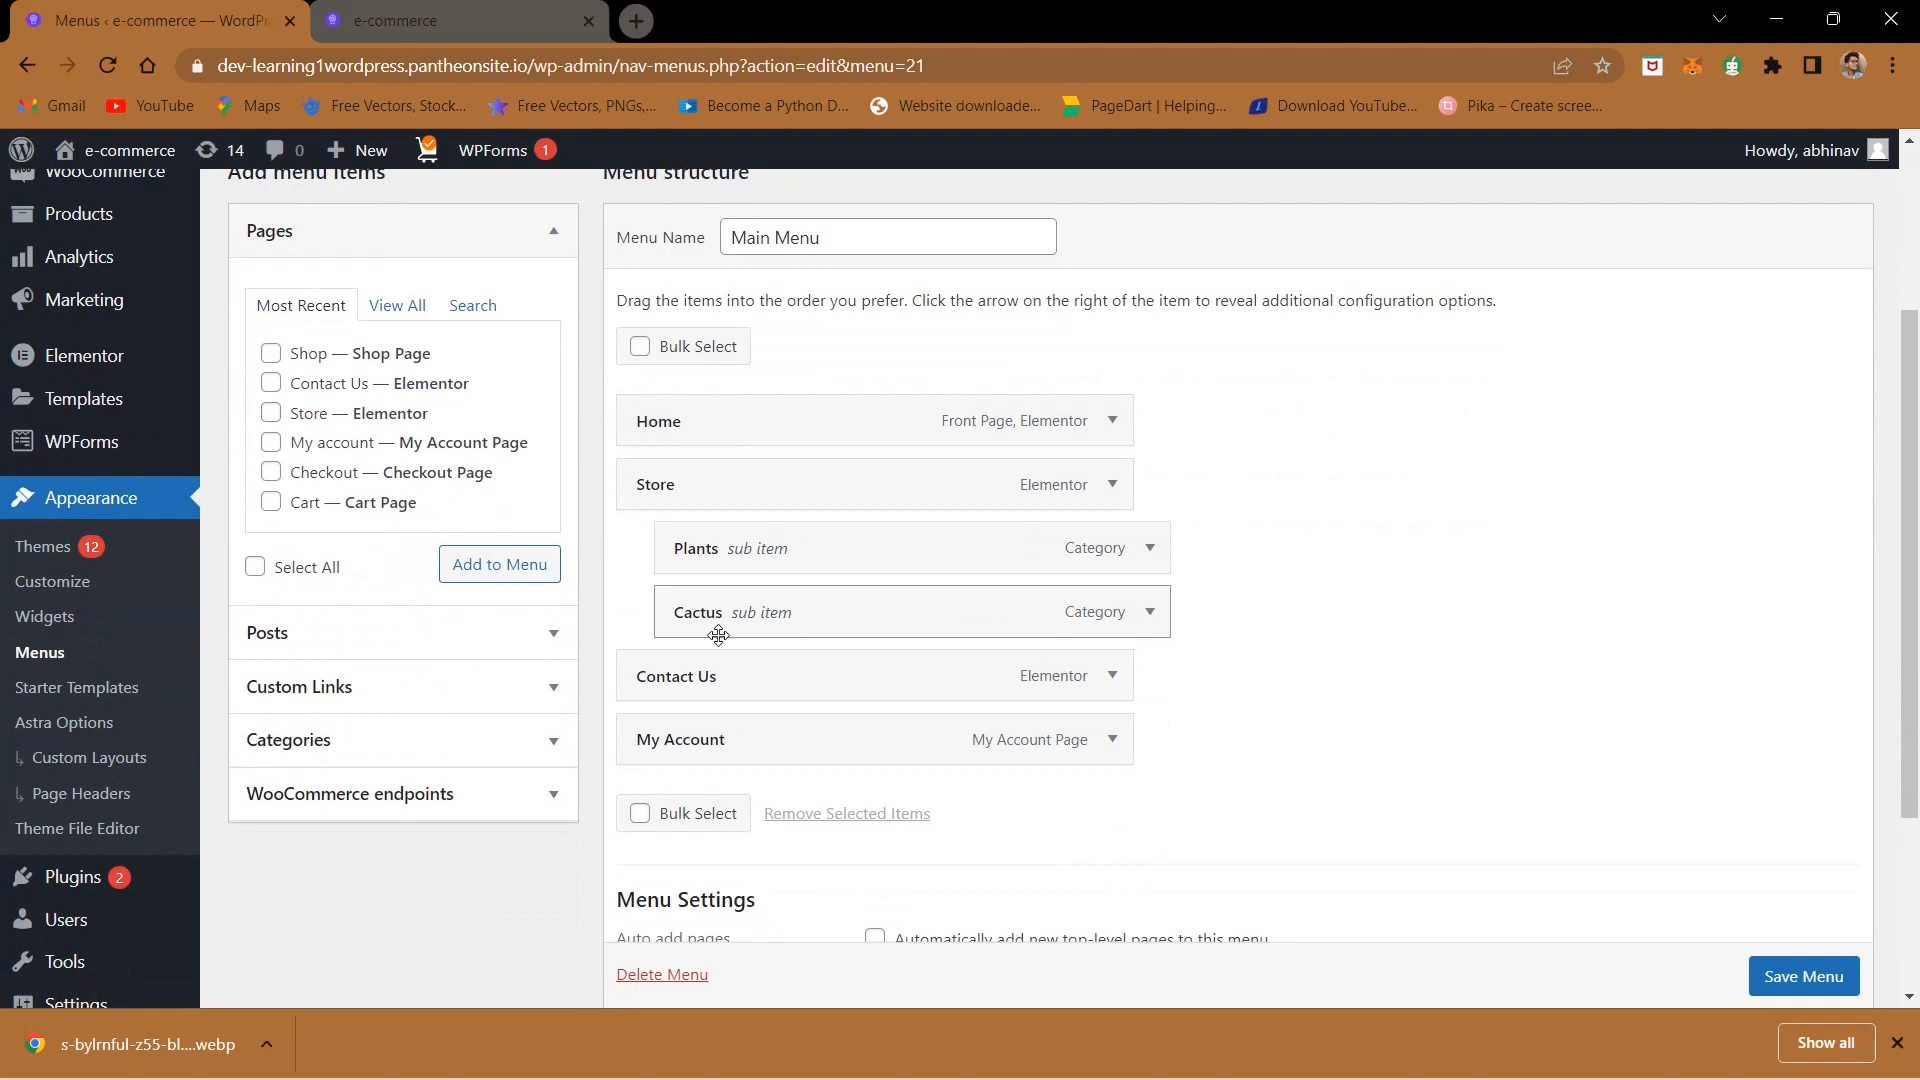 Menus ‹ e-commerce — WordPr
e-commerce
dev-learning1wordpress.pantheonsite.io/wp-admin/nav-menus.php?action=edit&menu=21
Gmail
YouTube
Maps
Free Vectors, Stock...
Free Vectors, PNGs,...
Become a Python D...
Website downloade...
PageDart | Helping...
Download YouTube...
Pika – Create scree...
e-commerce
14
0
New
WPForms 1
Howdy, abhinav
WooCommerce
Products
Analytics
Marketing
Elementor
Templates
WPForms
Appearance
Themes 12
Customize
Widgets
Menus
Starter Templates
Astra Options
Custom Layouts
Page Headers
Theme File Editor
Plugins 2
Users
Tools
Settings
Add menu items
Pages
Most Recent
View All
Search
Shop — Shop Page
Contact Us — Elementor
Store — Elementor
My account — My Account Page
Checkout — Checkout Page
Cart — Cart Page
Select All
Add to Menu
Posts
Custom Links
Categories
WooCommerce endpoints
Menu structure
Menu Name
Main Menu
Drag the items into the order you prefer. Click the arrow on the right of the item to reveal additional configuration options.
Bulk Select
Home
Front Page, Elementor
Store
Elementor
Plants sub item
Category
Cactus sub item
Category
Contact Us
Elementor
My Account
My Account Page
Bulk Select
Remove Selected Items
Menu Settings
Auto add pages
Automatically add new top-level pages to this menu
Delete Menu
Save Menu
s-bylrnful-z55-bl....webp
Show all